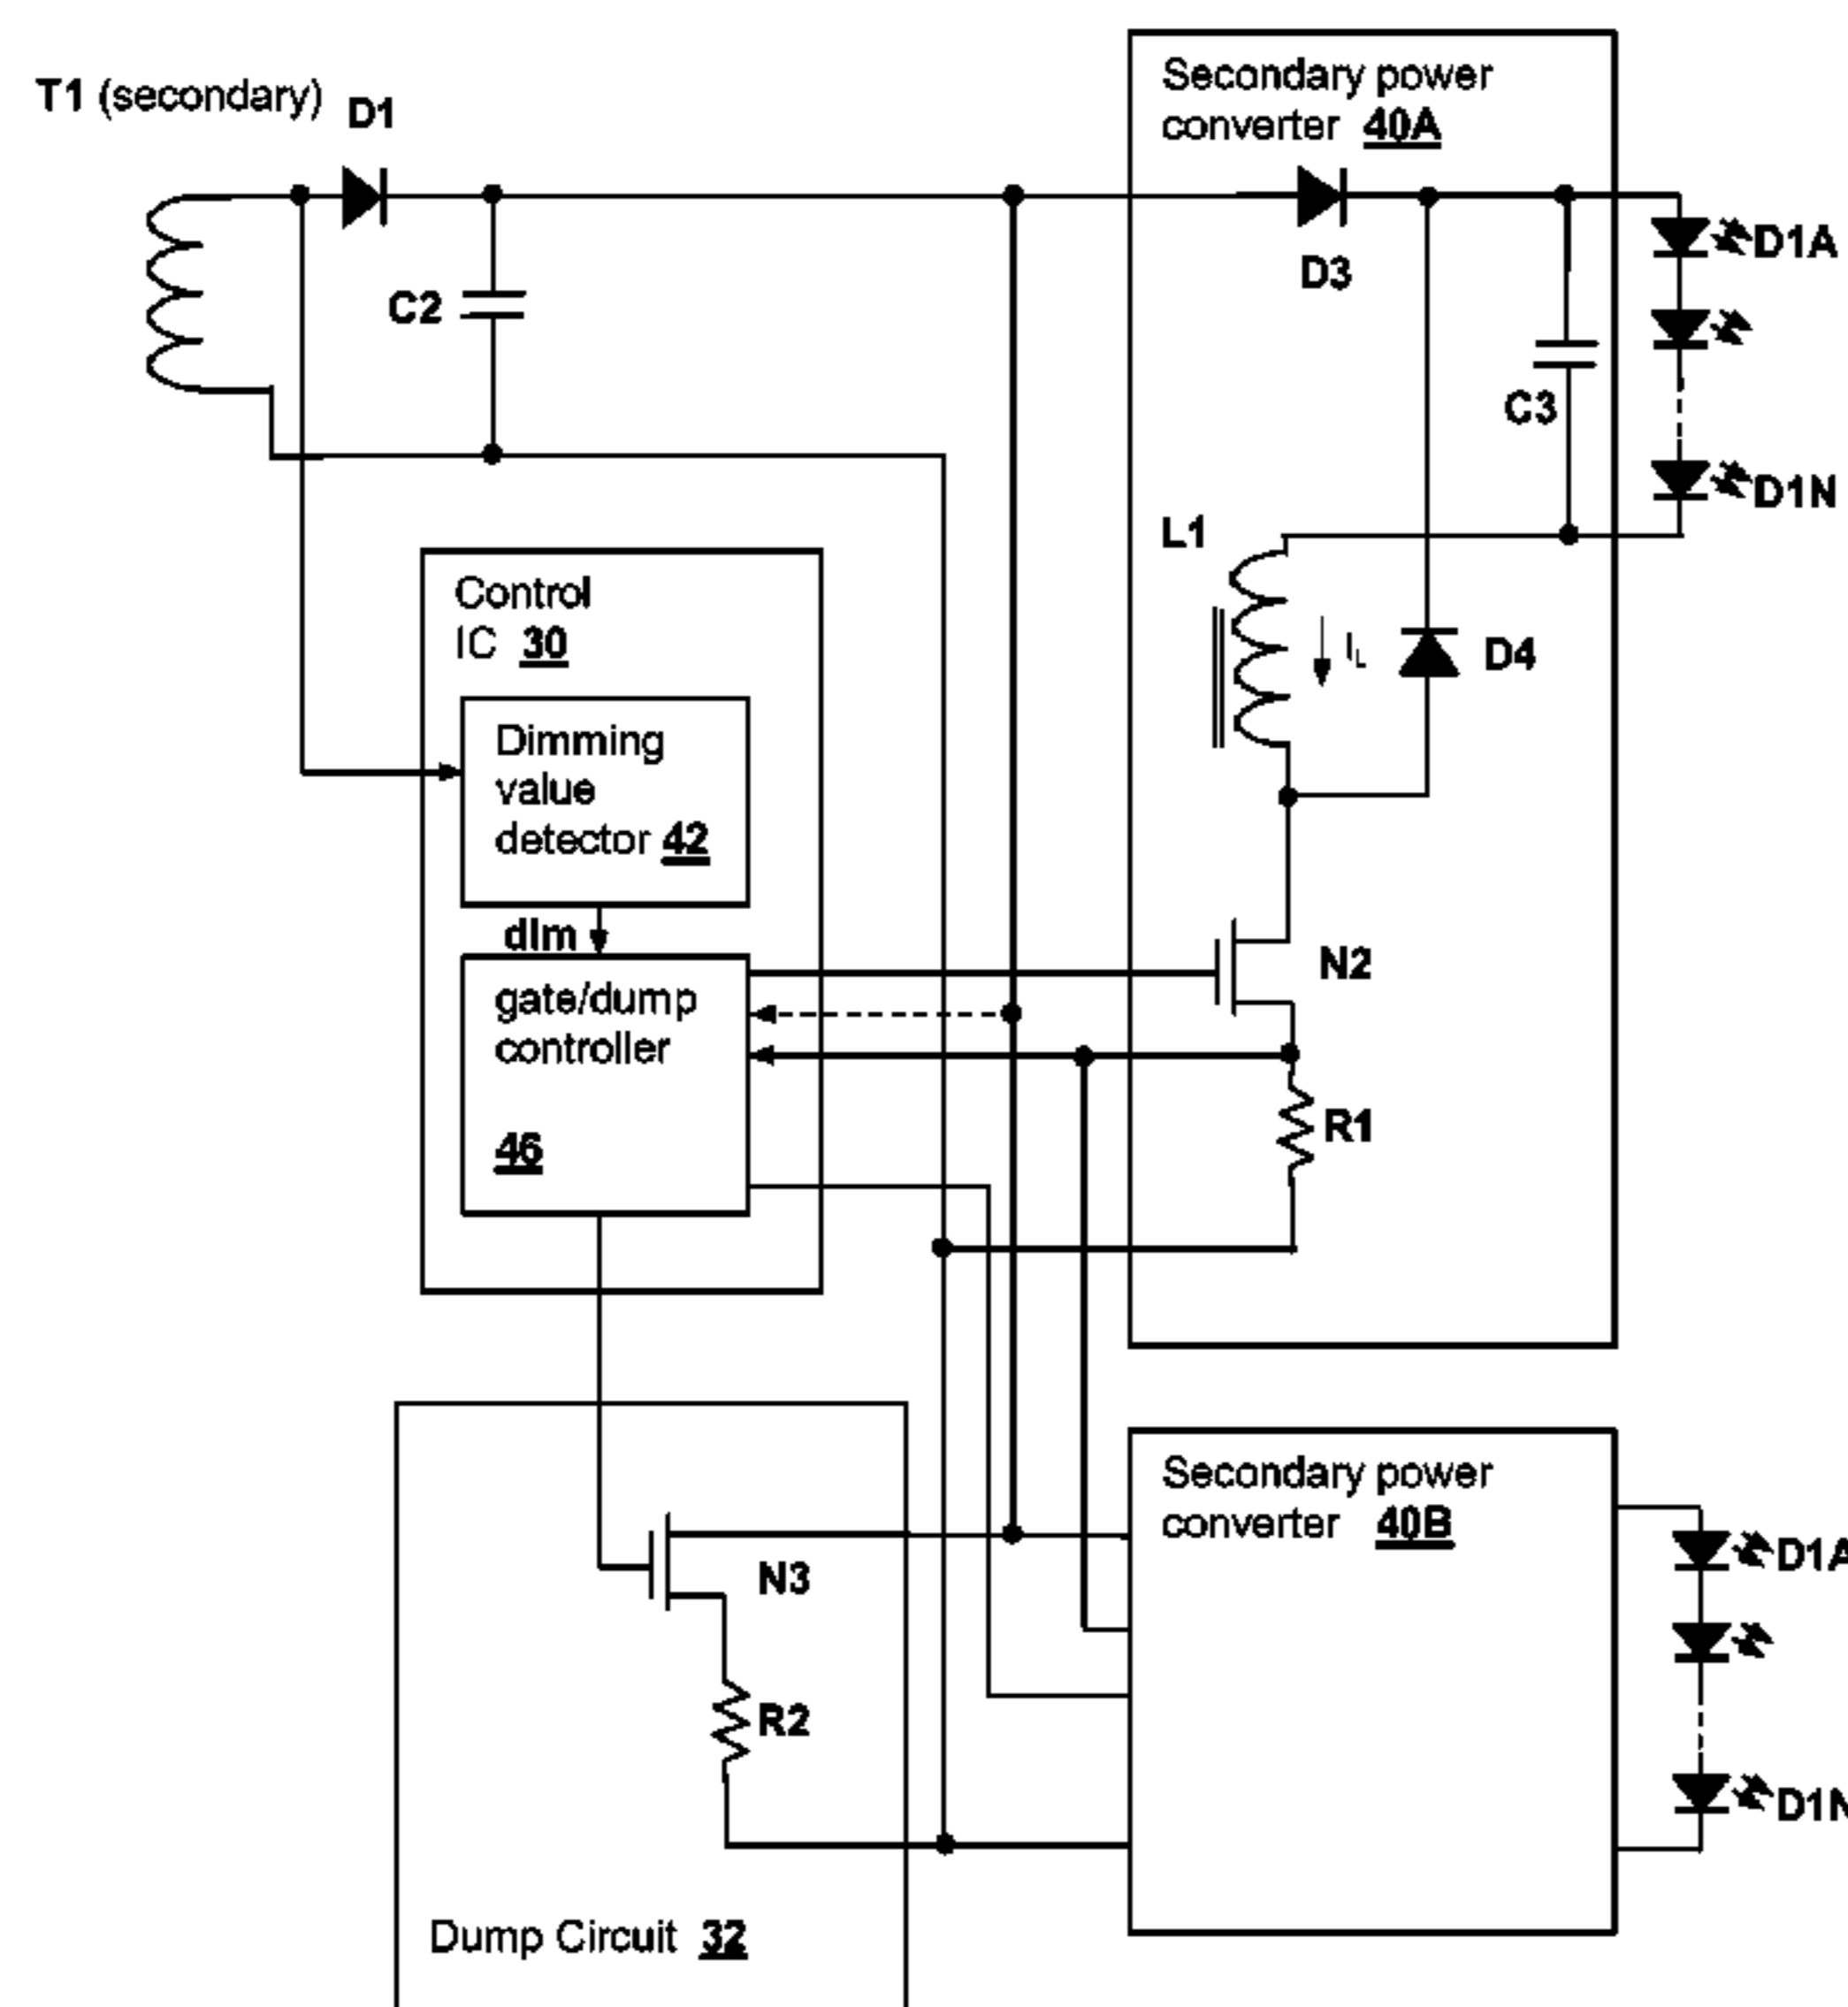 T1 (secondary)
D1
C2
Secondary power
converter 40A
D3
D1A
C3
D1N
L1
IL
D4
Control
IC 30
Dimming
value
detector 42
dim
gate/dump
controller
46
N2
R1
N3
R2
Dump Circuit 32
Secondary power
converter 40B
D1A
D1N